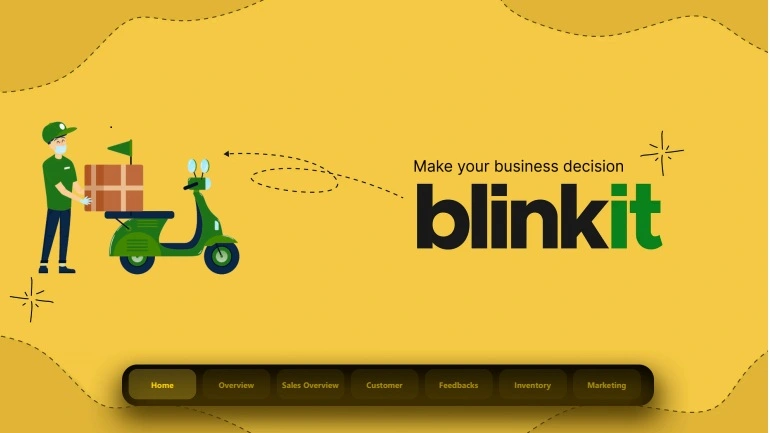 Make your business decision
blinkit
Home Overview Sales Overview Customer Feedbacks Inventory Marketing